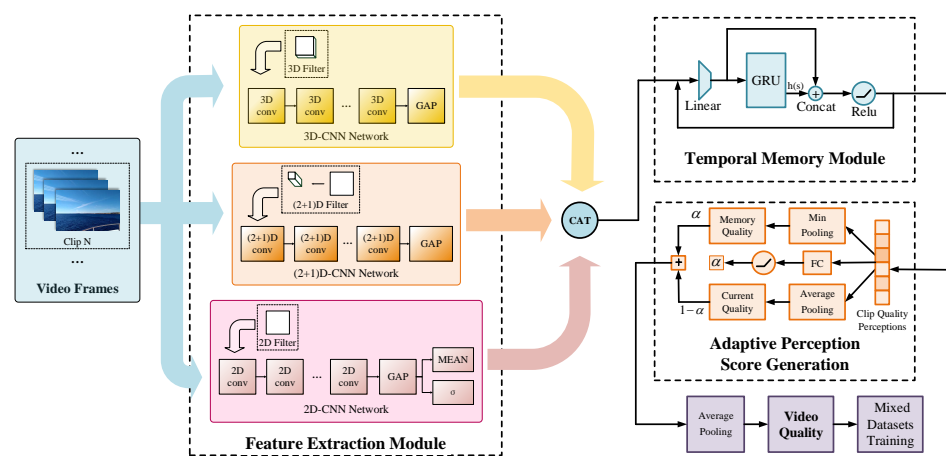 ...
Clip N
...
Video Frames
3D Filter
3D
conv
3D
conv
...
3D
conv
GAP
3D-CNN Network
(2+1)D Filter
(2+1)D
conv
(2+1)D
conv
...
(2+1)D
conv
GAP
(2+1)D-CNN Network
2D Filter
2D
conv
2D
conv
...
2D
conv
GAP
MEAN
σ
2D-CNN Network
Feature Extraction Module
CAT
Linear
GRU
h(s)
+
Concat
Relu
Temporal Memory Module
α
Memory
Quality
Min
Pooling
+
α
FC
1−α
Current
Quality
Average
Pooling
Clip Quality
Perceptions
Adaptive Perception
Score Generation
Average
Pooling
Video
Quality
Mixed
Datasets
Training